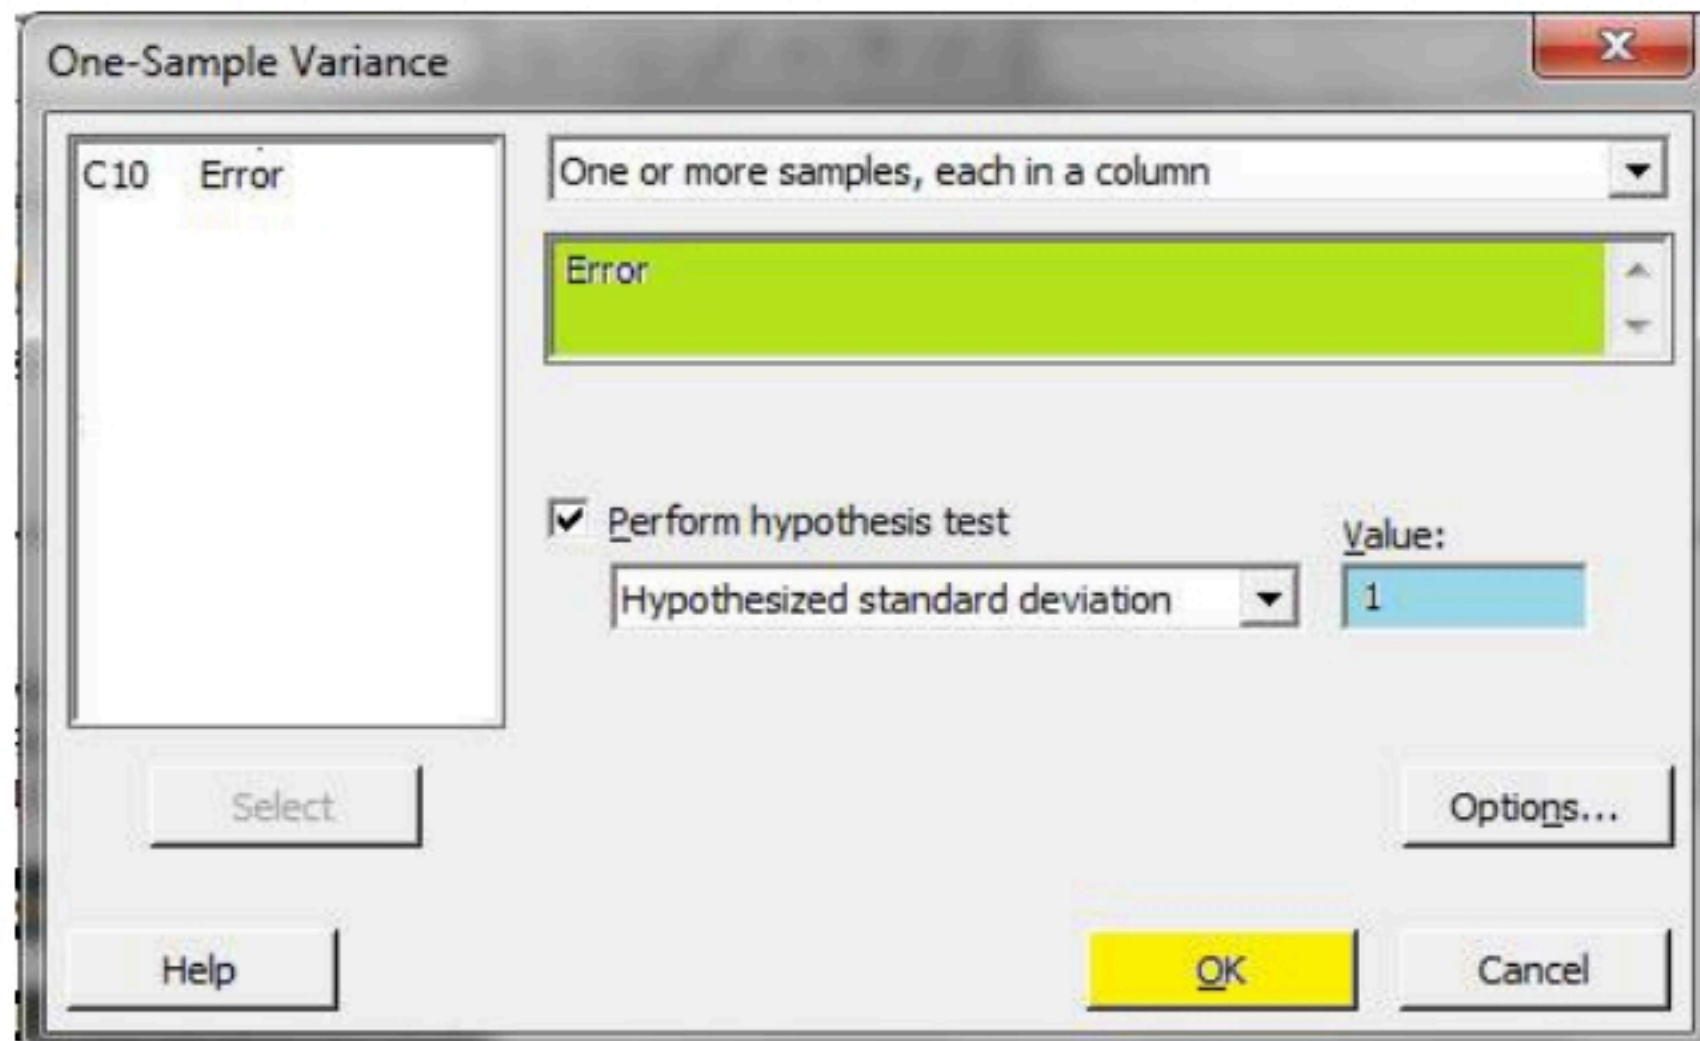 One-Sample Variance
C10 Error
One or more samples, each in a column
Error
Perform hypothesis test
Value:
Hypothesized standard deviation
1
Select
Options...
Help
OK
Cancel